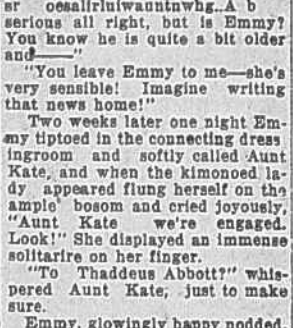 serious all right, but is Emmy?
You know he is quite a bit older
and——"
"You leave Emmy to me—she's
very sensible! Imagine writing
that news home!"
Two weeks later one night Em-
my tiptoed in the connecting dress
ingroom and softly called Aunt
Kate, and when the kimonoed la-
dy appeared flung herself on the
ample bosom and cried joyously,
"Aunt Kate we're engaged.
Look!" She displayed an immense
solitarire on her finger.
"To Thaddeus Abbott?" whis-
pered Aunt Kate, just to make
sure.
Emmy, glowingly happy nodded.